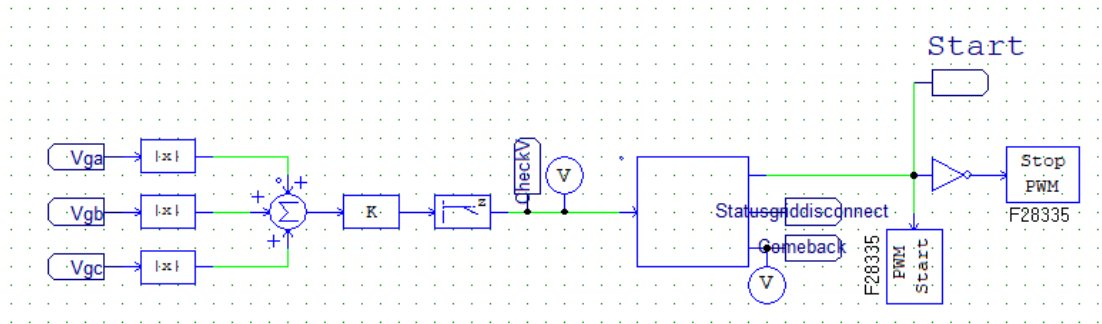 Start
Vga
|x|
CheckV
V
Stop
PWM
F28335
Vgb
|x|
Σ
K
z
Statusgriddisconnect
Comeback
V
Vgc
|x|
F28335
PWM
Start